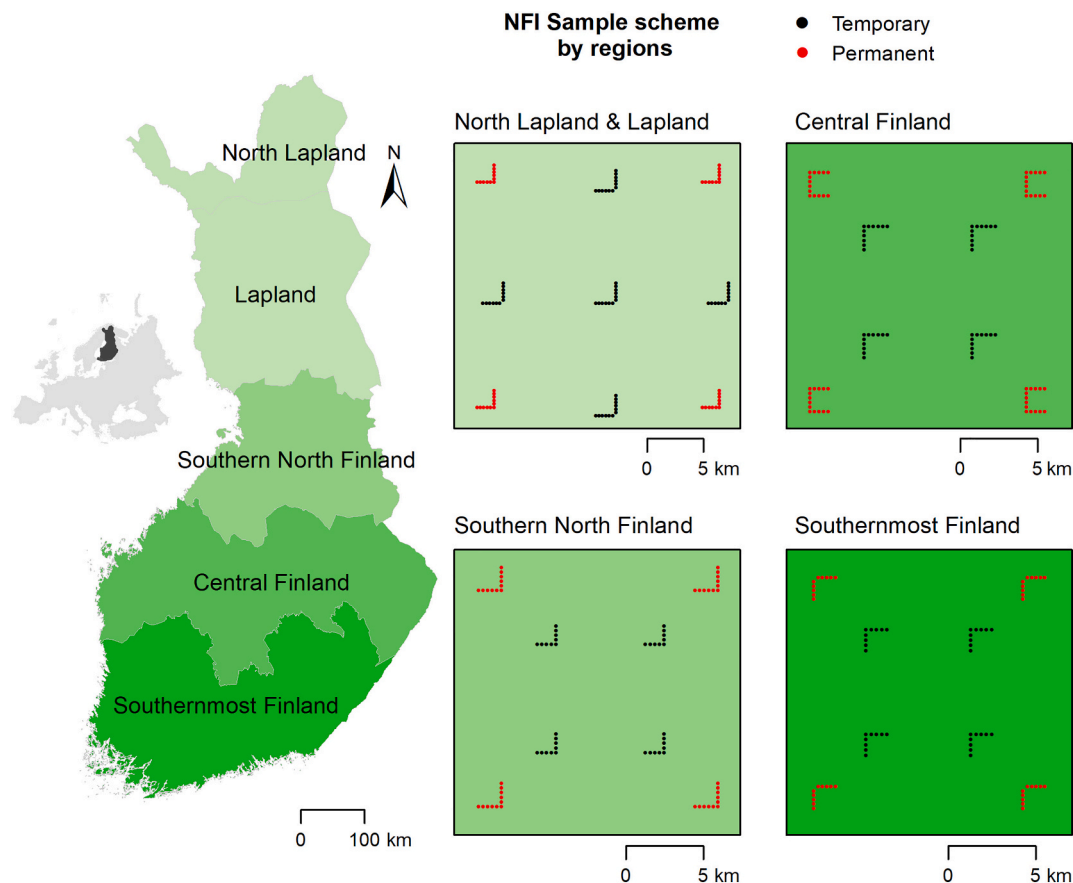 NFI Sample scheme
by regions
Temporary
Permanent
North Lapland
N
Lapland
Southern North Finland
Central Finland
Southernmost Finland
0 100 km
North Lapland & Lapland
0 5 km
Central Finland
0 5 km
Southern North Finland
0 5 km
Southernmost Finland
0 5 km